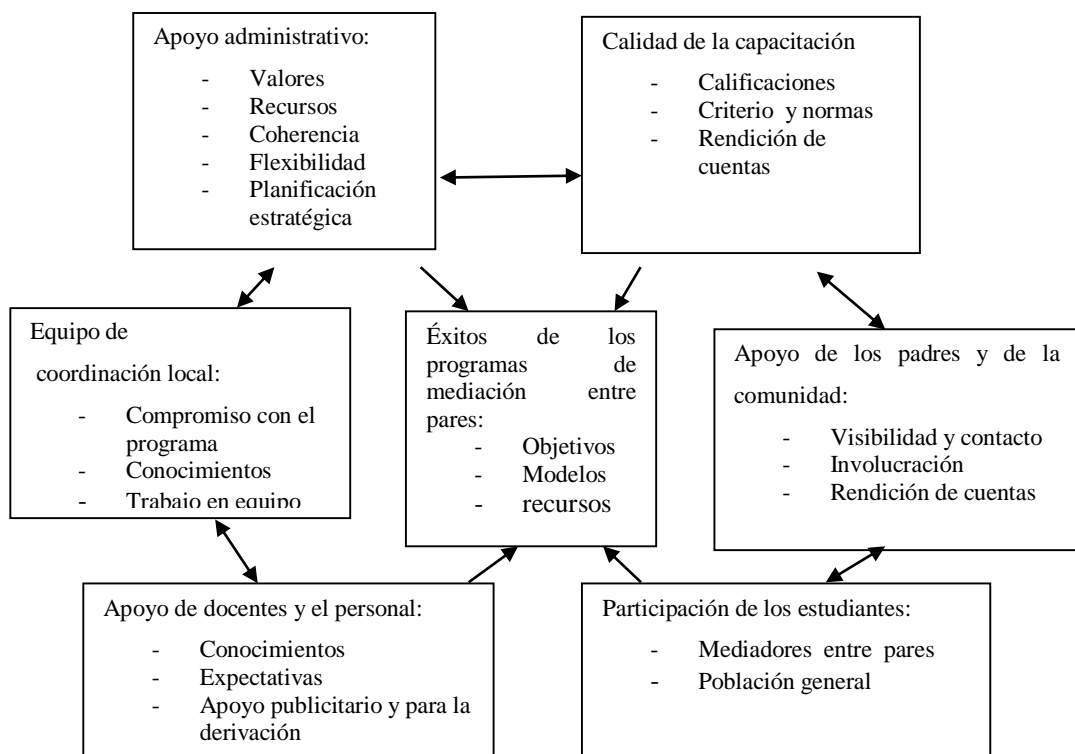 Apoyo administrativo:
- Valores
- Recursos
- Coherencia
- Flexibilidad
- Planificación
estratégica
Calidad de la capacitación
- Calificaciones
- Criterio y normas
- Rendición de
cuentas
Equipo de
coordinación local:
- Compromiso con el
programa
- Conocimientos
- Trabajo en equipo
Éxitos de los
programas de
mediación entre
pares:
- Objetivos
- Modelos
- recursos
Apoyo de los padres y de la
comunidad:
- Visibilidad y contacto
- Involucración
- Rendición de cuentas
Apoyo de docentes y el personal:
- Conocimientos
- Expectativas
- Apoyo publicitario y para la
derivación
Participación de los estudiantes:
- Mediadores entre pares
- Población general